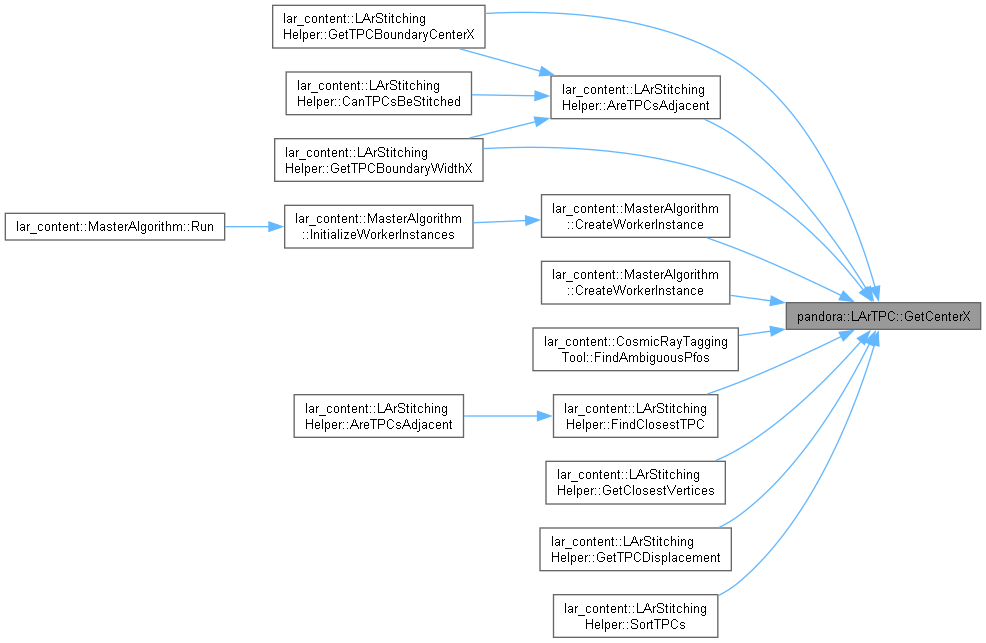 lar_content::LArStitching
Helper::GetTPCBoundaryCenterX
lar_content::LArStitching
Helper::CanTPCsBeStitched
lar_content::LArStitching
Helper::AreTPCsAdjacent
lar_content::LArStitching
Helper::GetTPCBoundaryWidthX
lar_content::MasterAlgorithm::Run
lar_content::MasterAlgorithm
::InitializeWorkerInstances
lar_content::MasterAlgorithm
::CreateWorkerInstance
lar_content::MasterAlgorithm
::CreateWorkerInstance
pandora::LArTPC::GetCenterX
lar_content::CosmicRayTagging
Tool::FindAmbiguousPfos
lar_content::LArStitching
Helper::AreTPCsAdjacent
lar_content::LArStitching
Helper::FindClosestTPC
lar_content::LArStitching
Helper::GetClosestVertices
lar_content::LArStitching
Helper::GetTPCDisplacement
lar_content::LArStitching
Helper::SortTPCs